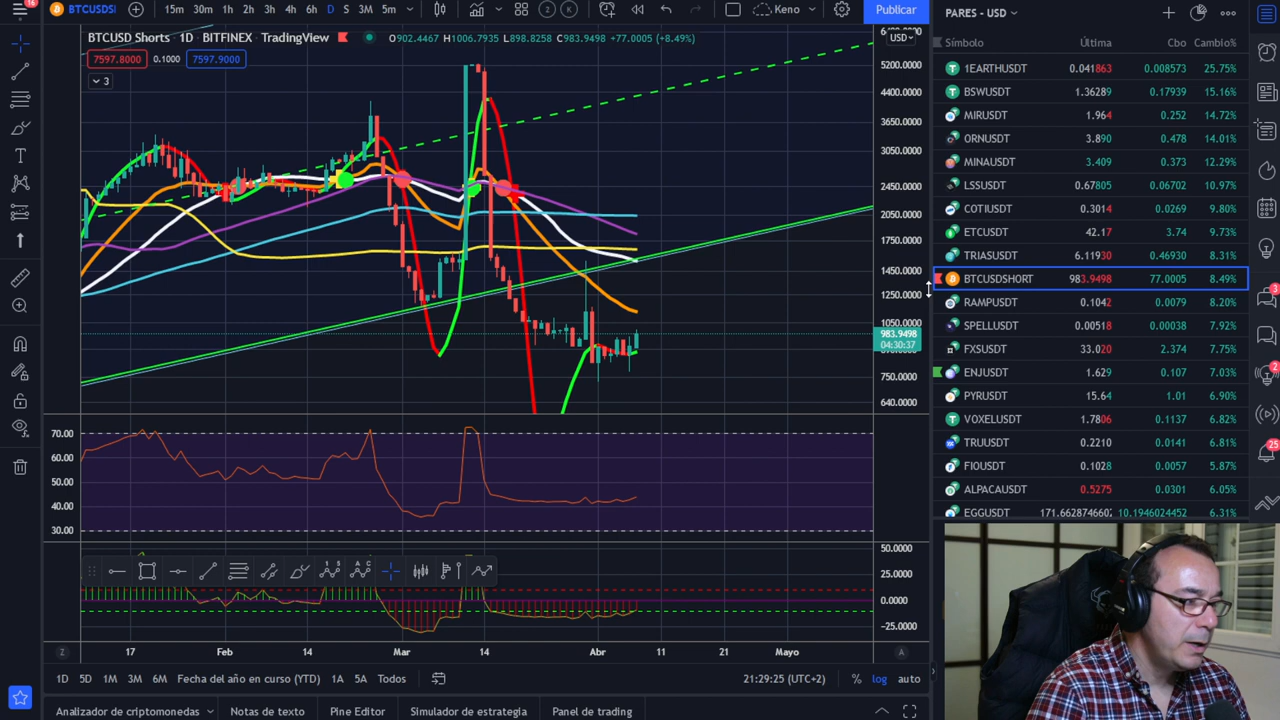 16
BTCUSDS
15m 30m 1h 2h 3h 4h 6h D S 3M 5m
2 K
Keno
Publicar
BTCUSD Shorts · 1D · BITFINEX · TradingView
O902.4467 H1006.7935 L898.8258 C983.9498 +77.0005 (+8.49%)
USD
7597.8000 0.1000 7597.9000
3
5200.0000
4400.0000
3650.0000
3050.0000
2450.0000
2050.0000
1750.0000
1450.0000
1250.0000
1050.0000
983.9498
04:30:37
750.0000
640.0000
70.00
60.00
50.00
40.00
30.00
50.0000
25.0000
0.0000
−25.0000
Z 17 Feb 14 Mar 14 Abr 11 21 Mayo A
1D 5D 1M 3M 6M Fecha del año en curso (YTD) 1A 5A Todos
21:29:25 (UTC+2) % log auto
Analizador de criptomonedas Notas de texto Pine Editor Simulador de estrategia Panel de trading
PARES - USD
Símbolo Última Cbo Cambio%
1EARTHUSDT 0.041863 0.008573 25.75%
BSWUSDT 1.36289 0.17939 15.16%
MIRUSDT 1.964 0.252 14.72%
ORNUSDT 3.890 0.478 14.01%
MINAUSDT 3.409 0.373 12.29%
LSSUSDT 0.67805 0.06702 10.97%
COTIUSDT 0.3014 0.0269 9.80%
ETCUSDT 42.17 3.74 9.73%
TRIASUSDT 6.11930 0.46930 8.31%
BTCUSDSHORT 983.9498 77.0005 8.49%
RAMPUSDT 0.1042 0.0079 8.20%
SPELLUSDT 0.00518 0.00038 7.92%
FXSUSDT 33.020 2.374 7.75%
ENJUSDT 1.629 0.107 7.03%
PYRUSDT 15.64 1.01 6.90%
VOXELUSDT 1.7806 0.1137 6.82%
TRUUSDT 0.2210 0.0141 6.81%
FIOUSDT 0.1028 0.0057 5.87%
ALPACAUSDT 0.5275 0.0301 6.05%
EGGUSDT 171.662874660 10.1946024452 6.31%
3
2
25